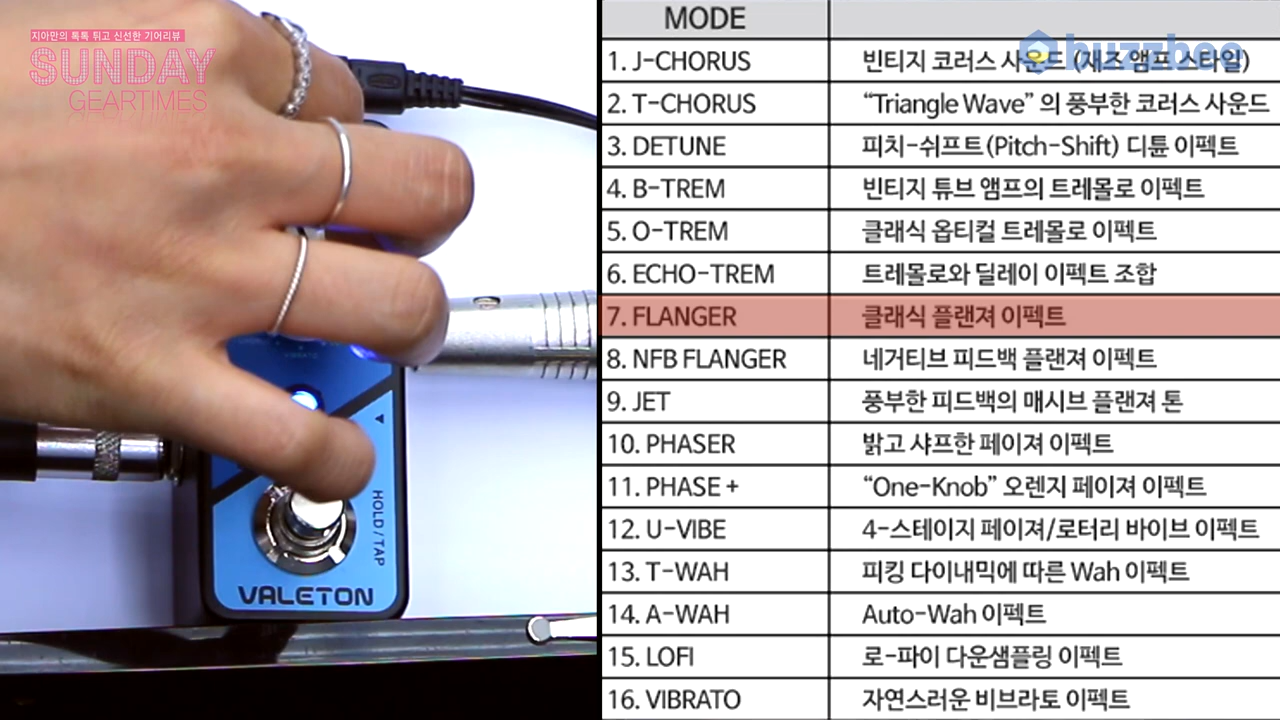 지아만의 톡톡 튀고 신선한 기어리뷰
SUNDAY
GEARTIMES
VIBRATO
HOLD / TAP
VALETON
buzzbee
MODE
1. J-CHORUS 빈티지 코러스 사운드 (재즈 앰프 스타일)
2. T-CHORUS “Triangle Wave” 의 풍부한 코러스 사운드
3. DETUNE 피치-쉬프트(Pitch-Shift) 디튠 이펙트
4. B-TREM 빈티지 튜브 앰프의 트레몰로 이펙트
5. O-TREM 클래식 옵티컬 트레몰로 이펙트
6. ECHO-TREM 트레몰로와 딜레이 이펙트 조합
7. FLANGER 클래식 플랜져 이펙트
8. NFB FLANGER 네거티브 피드백 플랜져 이펙트
9. JET 풍부한 피드백의 매시브 플랜져 톤
10. PHASER 밝고 샤프한 페이져 이펙트
11. PHASE + “One-Knob” 오렌지 페이져 이펙트
12. U-VIBE 4-스테이지 페이져/로터리 바이브 이펙트
13. T-WAH 피킹 다이내믹에 따른 Wah 이펙트
14. A-WAH Auto-Wah 이펙트
15. LOFI 로-파이 다운샘플링 이펙트
16. VIBRATO 자연스러운 비브라토 이펙트